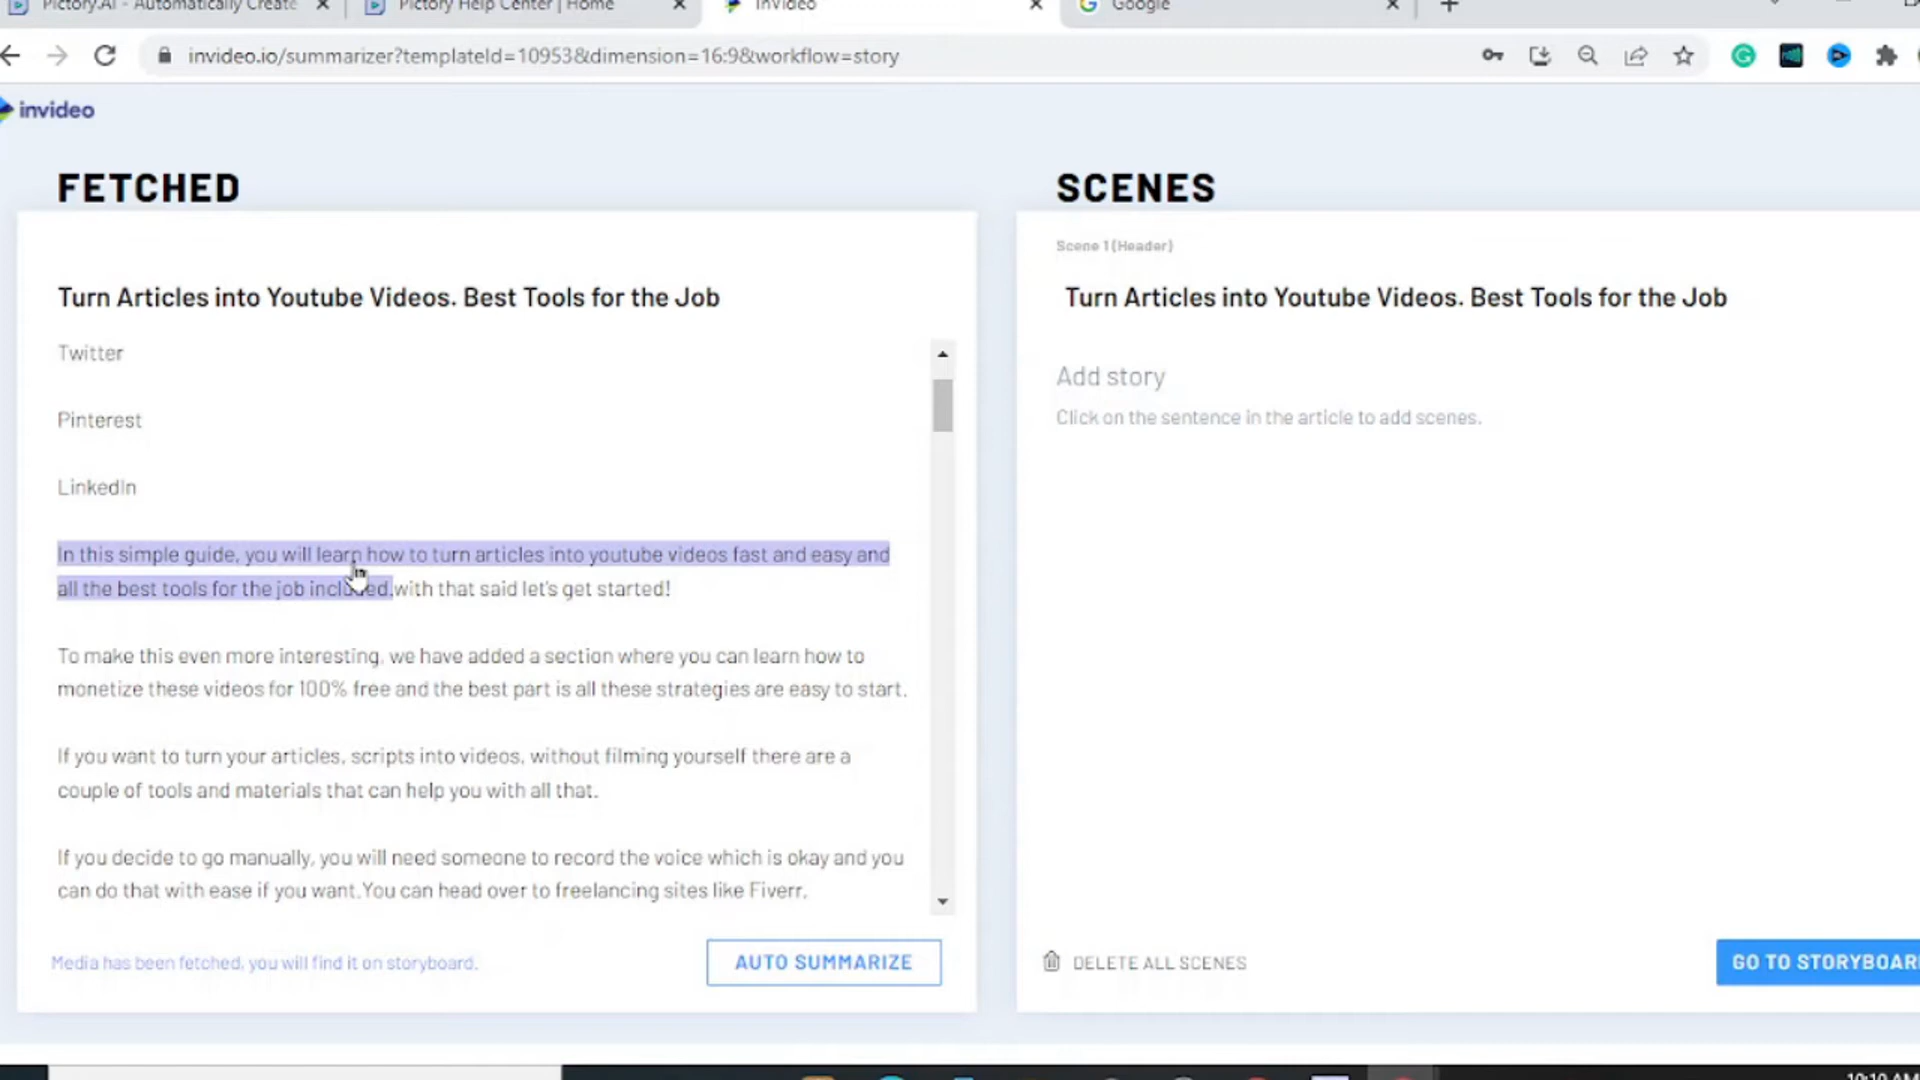 Pictory.AI - Automatically Create
Pictory Help Center | Home
InVideo
Google
invideo.io/summarizer?templateId=10953&dimension=16:9&workflow=story
invideo
FETCHED
SCENES
Turn Articles into Youtube Videos. Best Tools for the Job
Twitter
Pinterest
LinkedIn
In this simple guide, you will learn how to turn articles into youtube videos fast and easy and
all the best tools for the job included.with that said let's get started!
To make this even more interesting, we have added a section where you can learn how to
monetize these videos for 100% free and the best part is all these strategies are easy to start.
If you want to turn your articles, scripts into videos, without filming yourself there are a
couple of tools and materials that can help you with all that.
If you decide to go manually, you will need someone to record the voice which is okay and you
can do that with ease if you want.You can head over to freelancing sites like Fiverr.
Media has been fetched, you will find it on storyboard.
AUTO SUMMARIZE
Scene 1 (Header)
Turn Articles into Youtube Videos. Best Tools for the Job
Add story
Click on the sentence in the article to add scenes.
DELETE ALL SCENES
GO TO STORYBOAR
10:10 AM